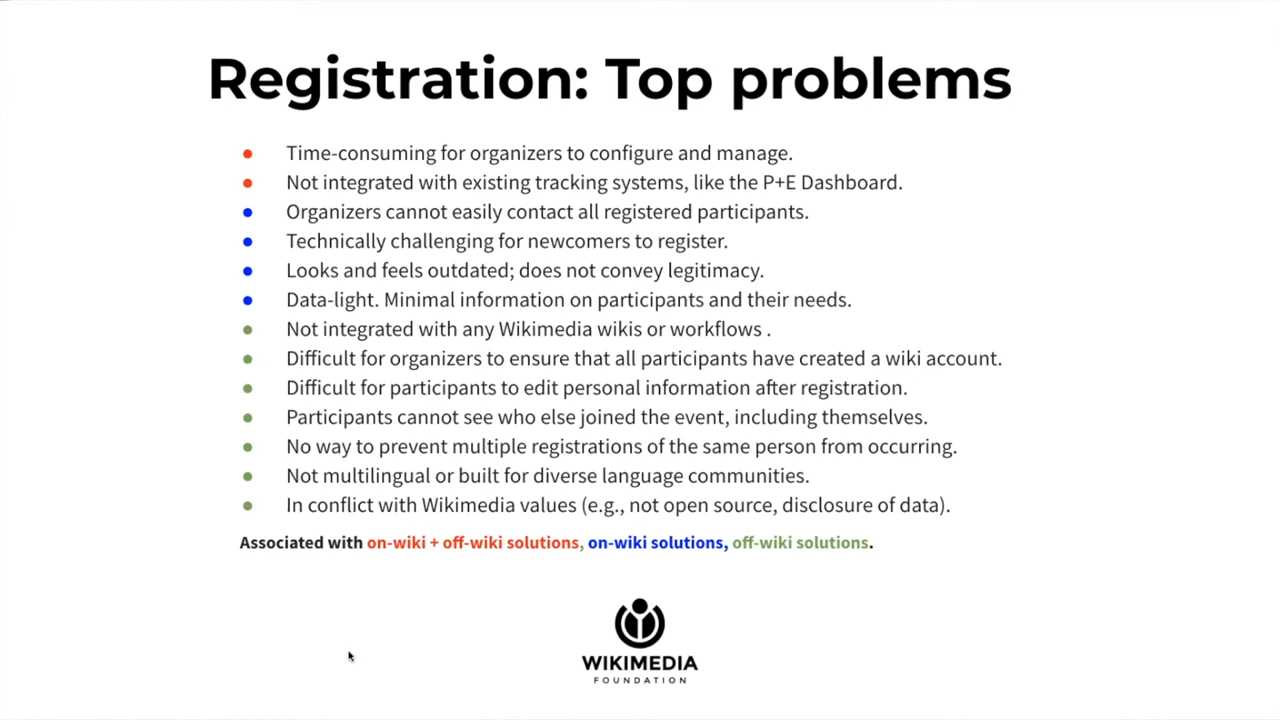 Registration: Top problems
● Time-consuming for organizers to configure and manage.
● Not integrated with existing tracking systems, like the P+E Dashboard.
● Organizers cannot easily contact all registered participants.
● Technically challenging for newcomers to register.
● Looks and feels outdated; does not convey legitimacy.
● Data-light. Minimal information on participants and their needs.
● Not integrated with any Wikimedia wikis or workflows .
● Difficult for organizers to ensure that all participants have created a wiki account.
● Difficult for participants to edit personal information after registration.
● Participants cannot see who else joined the event, including themselves.
● No way to prevent multiple registrations of the same person from occurring.
● Not multilingual or built for diverse language communities.
● In conflict with Wikimedia values (e.g., not open source, disclosure of data).
Associated with on-wiki + off-wiki solutions, on-wiki solutions, off-wiki solutions.
WIKIMEDIA
FOUNDATION